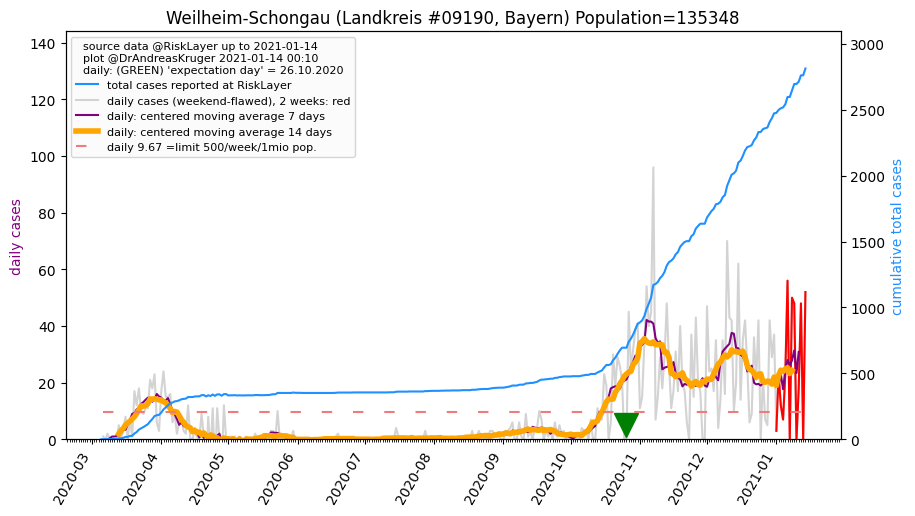 Weilheim-Schongau (Landkreis #09190, Bayern) Population=135348
source data @RiskLayer up to 2021-01-14
plot @DrAndreasKruger 2021-01-14 00:10
daily: (GREEN) 'expectation day' = 26.10.2020
total cases reported at RiskLayer
daily cases (weekend-flawed), 2 weeks: red
daily: centered moving average 7 days
daily: centered moving average 14 days
daily 9.67 =limit 500/week/1mio pop.
daily cases
140
120
100
80
60
40
20
0
cumulative total cases
3000
2500
2000
1500
1000
500
0
2020-03
2020-04
2020-05
2020-06
2020-07
2020-08
2020-09
2020-10
2020-11
2020-12
2021-01